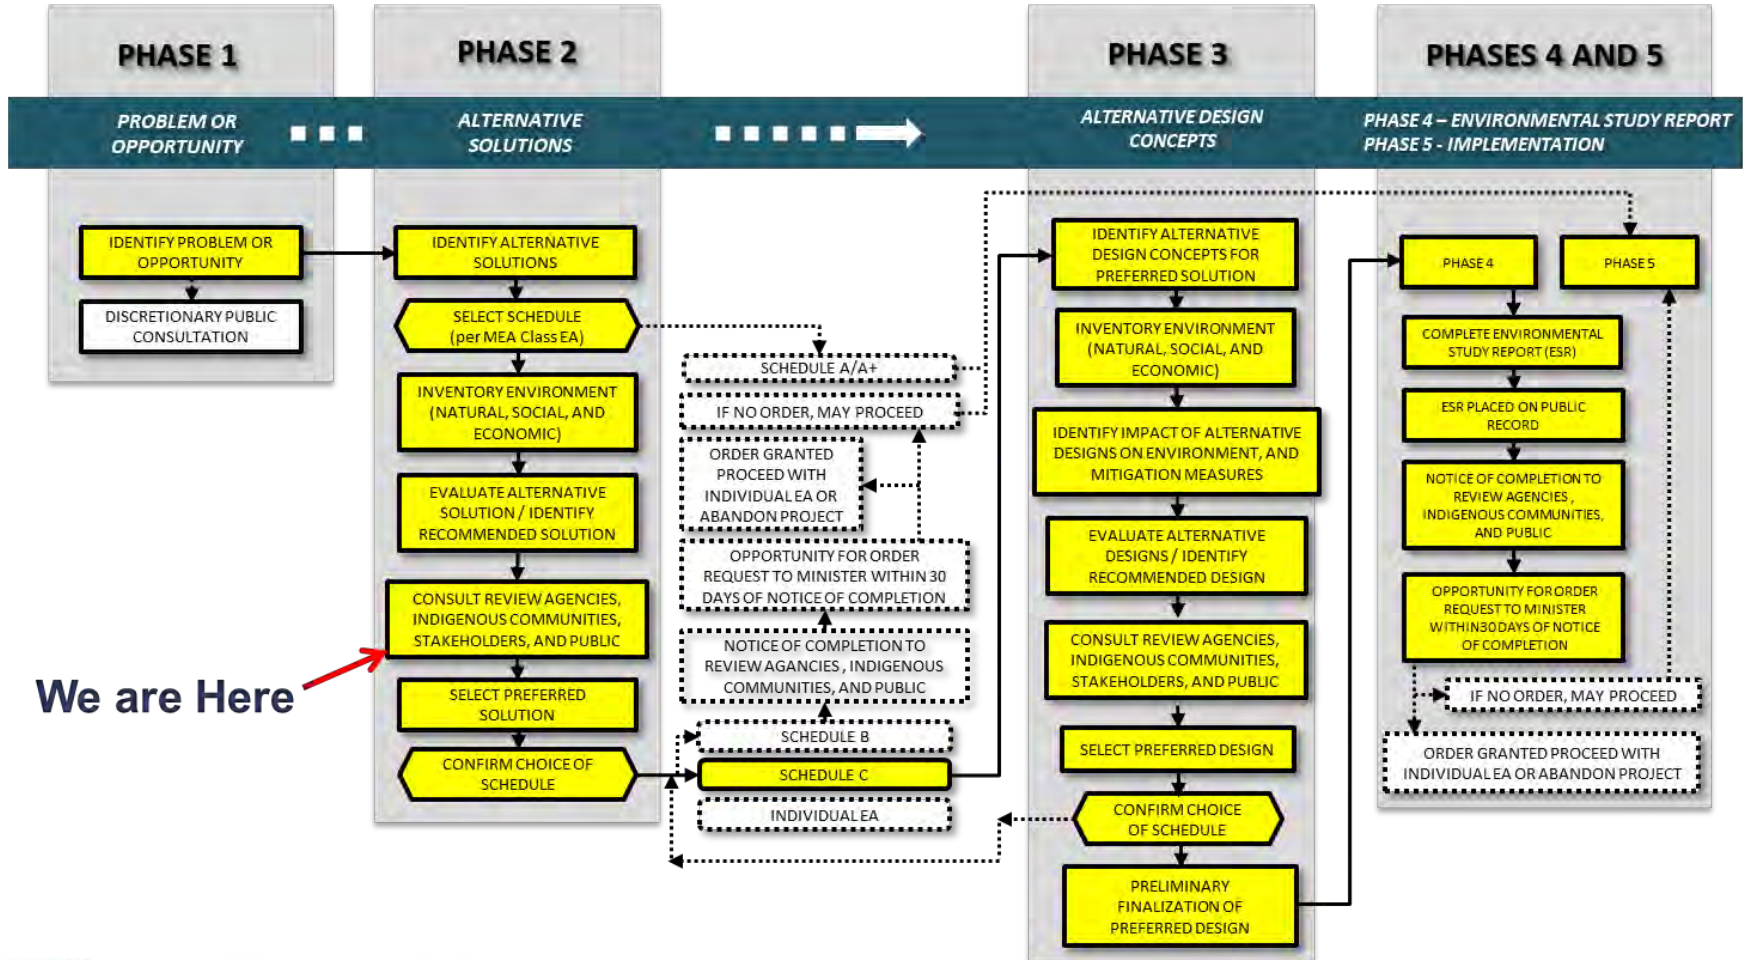 PHASE 1
PROBLEM OR
OPPORTUNITY
IDENTIFY PROBLEM OR
OPPORTUNITY
DISCRETIONARY PUBLIC
CONSULTATION
We are Here
PHASE 2
ALTERNATIVE
SOLUTIONS
IDENTIFY ALTERNATIVE
SOLUTIONS
SELECT SCHEDULE
(per MEA Class EA)
INVENTORY ENVIRONMENT
(NATURAL, SOCIAL, AND
ECONOMIC)
EVALUATE ALTERNATIVE
SOLUTION / IDENTIFY
RECOMMENDED SOLUTION
CONSULT REVIEW AGENCIES,
INDIGENOUS COMMUNITIES,
STAKEHOLDERS, AND PUBLIC
SELECT PREFERRED
SOLUTION
CONFIRM CHOICE OF
SCHEDULE
SCHEDULE A/A+
IF NO ORDER, MAY PROCEED
ORDER GRANTED
PROCEED WITH
INDIVIDUAL EA OR
ABANDON PROJECT
OPPORTUNITY FOR ORDER
REQUEST TO MINISTER WITHIN 30
DAYS OF NOTICE OF COMPLETION
NOTICE OF COMPLETION TO
REVIEW AGANCIES , INDIGENOUS
COMMUNITIES, AND PUBLIC
SCHEDULE B
SCHEDULE C
INDIVIDUAL EA
PHASE 3
ALTERNATIVE DESIGN
CONCEPTS
IDENTIFY ALTERNATIVE
DESIGN CONCEPTS FOR
PREFERRED SOLUTION
INVENTORY ENVIRONMENT
(NATURAL, SOCIAL, AND
ECONOMIC)
IDENTIFY IMPACT OF ALTERNATIVE
DESIGNS ON ENVIRONMENT, AND
MITIGATION MEASURES
EVALUATE ALTERNATIVE
DESIGNS / IDENTIFY
RECOMMENDED DESIGN
CONSULT REVIEW AGENCIES,
INDIGENOUS COMMUNITIES,
STAKEHOLDERS, AND PUBLIC
SELECT PREFERRED DESIGN
CONFIRM CHOICE
OF SCHEDULE
PRELIMINARY
FINALIZATION OF
PREFERRED DESIGN
PHASES 4 AND 5
PHASE 4 – ENVIRONMENTAL STUDY REPORT
PHASE 5 - IMPLEMENTATION
PHASE 4
PHASE 5
COMPLETE ENVIRONMENTAL
STUDY REPORT (ESR)
ESR PLACED ON PUBLIC
RECORD
NOTICE OF COMPLETION TO
REVIEW AGENCIES ,
INDIGENOUS COMMUNITIES,
AND PUBLIC
OPPORTUNITY FOR ORDER
REQUEST TO MINISTER
WITHIN 30 DAYS OF NOTICE
OF COMPLETION
IF NO ORDER, MAY PROCEED
ORDER GRANTED PROCEED WITH
INDIVIDUAL EA OR ABANDON PROJECT